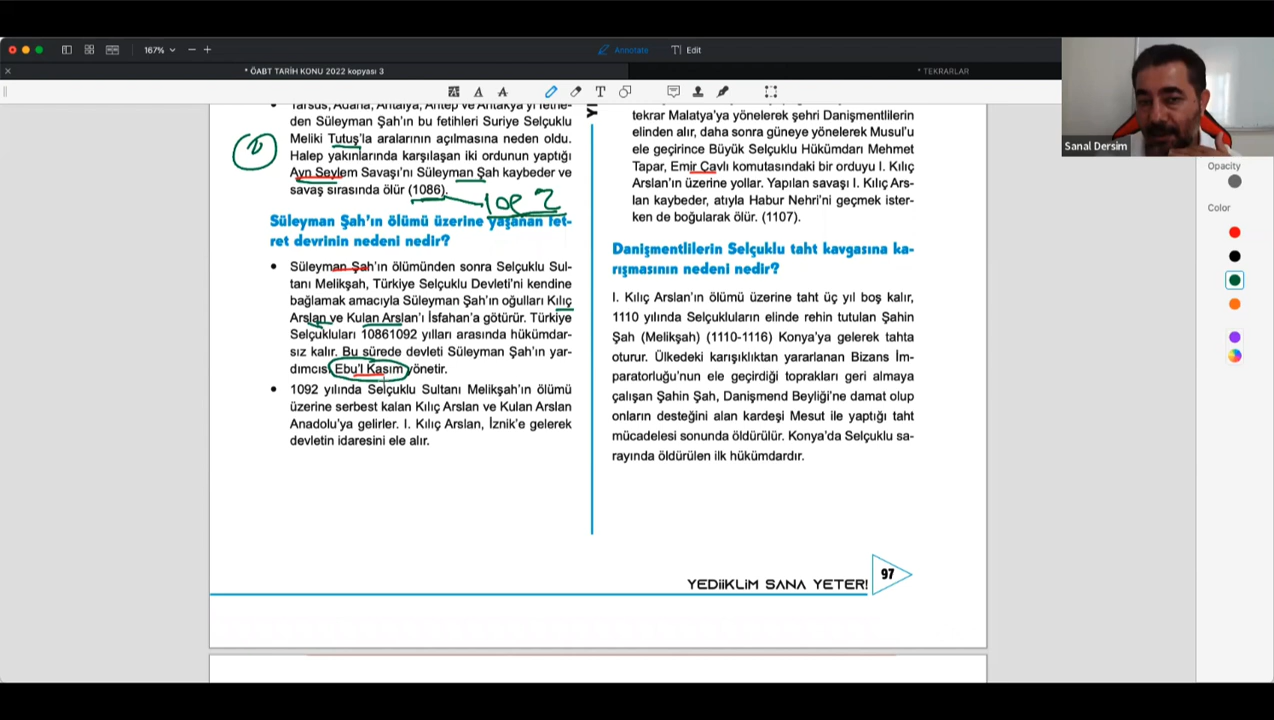 167%
Annotate
Edit
* ÖABT TARİH KONU 2022 kopyası 3
* TEKRARLAR
Sanal Dersim
Opacity
Color
Tarsus, Adana, Antalya, Antep ve Antakya'yı fethe-
den Süleyman Şah'ın bu fetihleri Suriye Selçuklu
Meliki Tutuş'la aralarının açılmasına neden oldu.
Halep yakınlarında karşılaşan iki ordunun yaptığı
Ayn Seylem Savaşı'nı Süleyman Şah kaybeder ve
savaş sırasında ölür (1086).
1092
Süleyman Şah'ın ölümü üzerine yaşanan fet-
ret devrinin nedeni nedir?
• Süleyman Şah'ın ölümünden sonra Selçuklu Sul-
tanı Melikşah, Türkiye Selçuklu Devleti'ni kendine
bağlamak amacıyla Süleyman Şah'ın oğulları Kılıç
Arslan ve Kulan Arslan'ı İsfahan'a götürür. Türkiye
Selçukluları 10861092 yılları arasında hükümdar-
sız kalır. Bu sürede devleti Süleyman Şah'ın yar-
dımcısı Ebu'l Kasım yönetir.
• 1092 yılında Selçuklu Sultanı Melikşah'ın ölümü
üzerine serbest kalan Kılıç Arslan ve Kulan Arslan
Anadolu'ya gelirler. I. Kılıç Arslan, İznik'e gelerek
devletin idaresini ele alır.
tekrar Malatya'ya yönelerek şehri Danişmentlilerin
elinden alır, daha sonra güneye yönelerek Musul'u
ele geçirince Büyük Selçuklu Hükümdarı Mehmet
Tapar, Emir Çavlı komutasındaki bir orduyu I. Kılıç
Arslan'ın üzerine yollar. Yapılan savaşı I. Kılıç Ars-
lan kaybeder, atıyla Habur Nehri'ni geçmek ister-
ken de boğularak ölür. (1107).
Danişmentlilerin Selçuklu taht kavgasına ka-
rışmasının nedeni nedir?
I. Kılıç Arslan'ın ölümü üzerine taht üç yıl boş kalır,
1110 yılında Selçukluların elinde rehin tutulan Şahin
Şah (Melikşah) (1110-1116) Konya'ya gelerek tahta
oturur. Ülkedeki karışıklıktan yararlanan Bizans İm-
paratorluğu'nun ele geçirdiği toprakları geri almaya
çalışan Şahin Şah, Danişmend Beyliği'ne damat olup
onların desteğini alan kardeşi Mesut ile yaptığı taht
mücadelesi sonunda öldürülür. Konya'da Selçuklu sa-
rayında öldürülen ilk hükümdardır.
YEDiiKLiM SANA YETER!
97